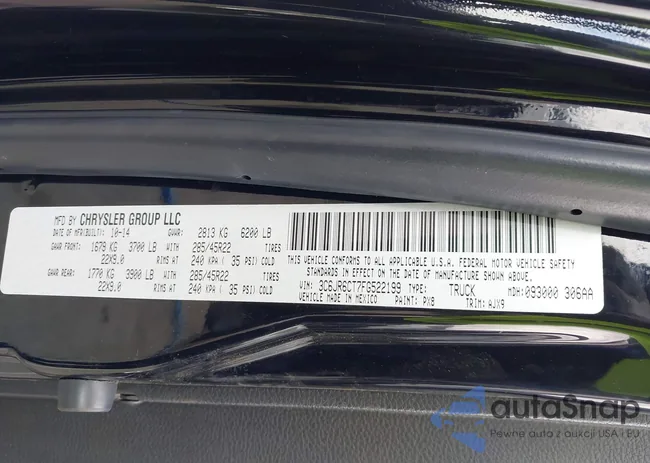 MFD BY CHRYSLER GROUP LLC
DATE OF MFR(BUILT): 10-14 GVWR: 2813 KG 6200 LB
GAWR FRONT: 1679 KG 3700 LB WITH 285/45R22 TIRES
22X9.0 RIMS AT 240 KPA ( 35 PSI) COLD
GAWR REAR: 1770 KG 3900 LB WITH 285/45R22 TIRES
22X9.0 RIMS AT 240 KPA ( 35 PSI) COLD
THIS VEHICLE CONFORMS TO ALL APPLICABLE U.S.A. FEDERAL MOTOR VEHICLE SAFETY
STANDARDS IN EFFECT ON THE DATE OF MANUFACTURE SHOWN ABOVE.
VIN: 3C6JR6CT7FG522199 TYPE: TRUCK MDH: 093000 306AA
VEHICLE MADE IN MEXICO PAINT: PX8 TRIM: AJX9
autoSnap
Pewne auta z aukcji USA i EU